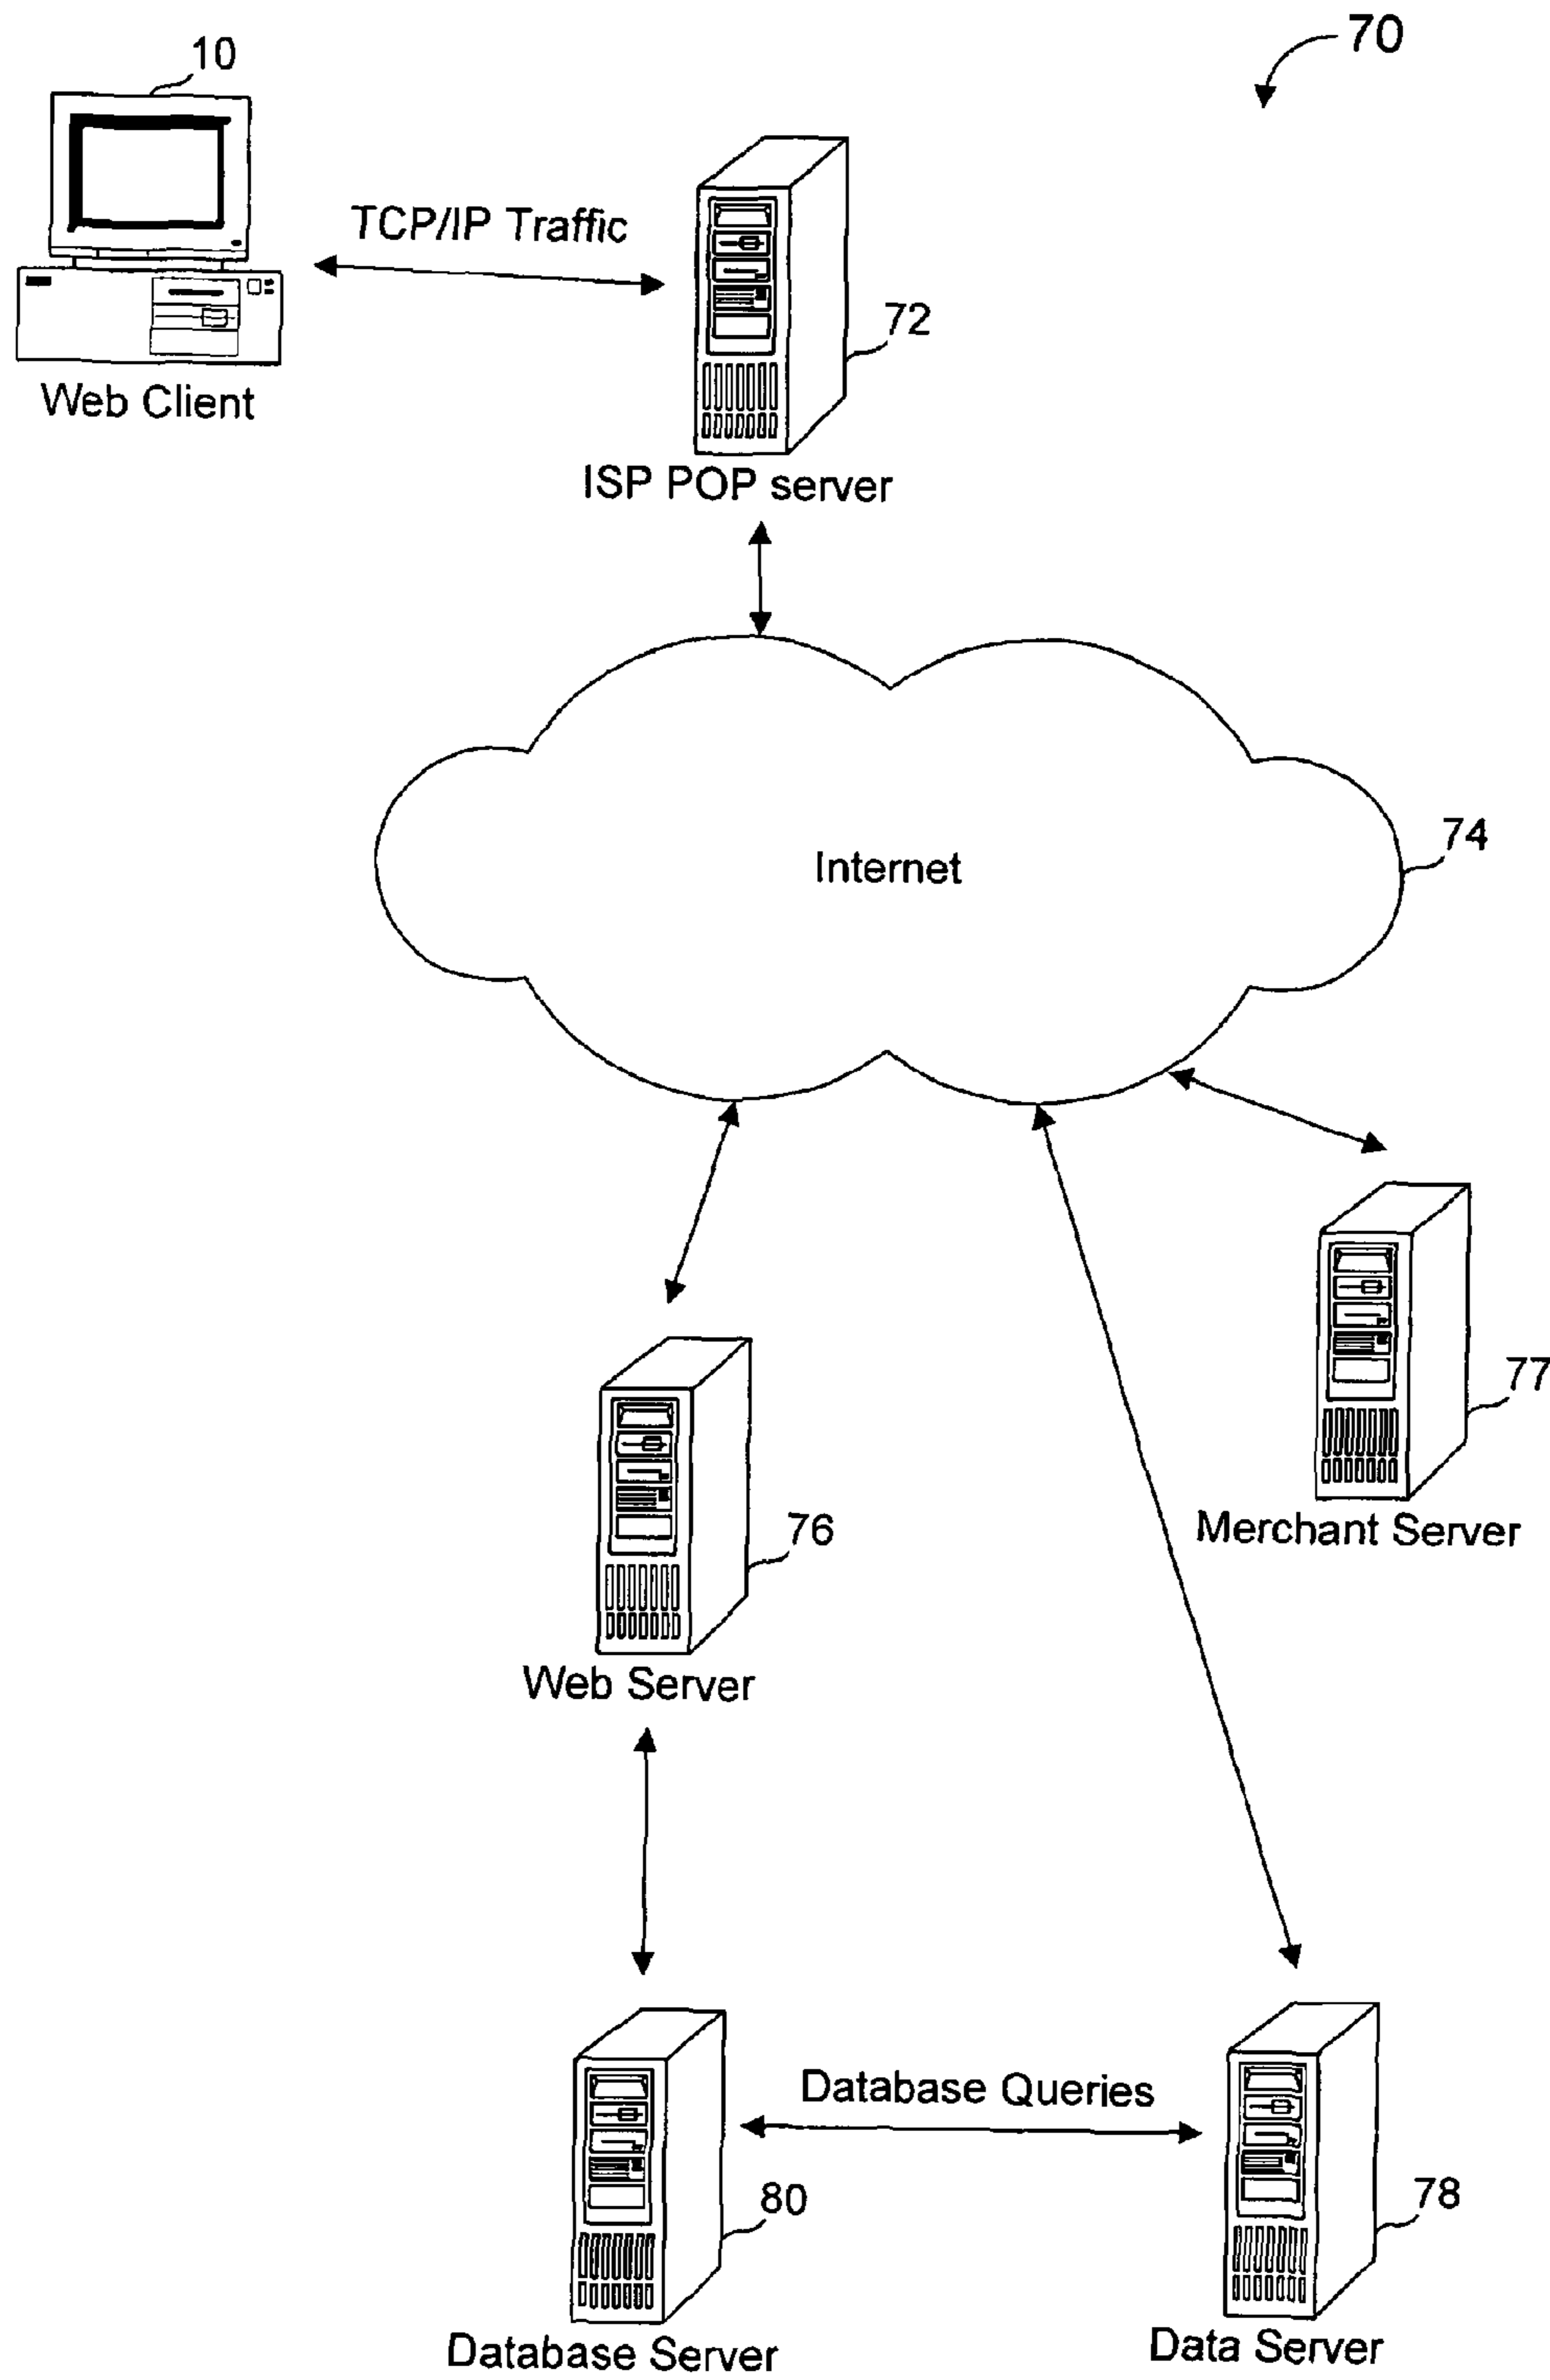 70
10
TCP/IP Traffic
72
Web Client
ISP POP server
74
Internet
77
Merchant Server
76
Web Server
Database Queries
80
78
Database Server
Data Server